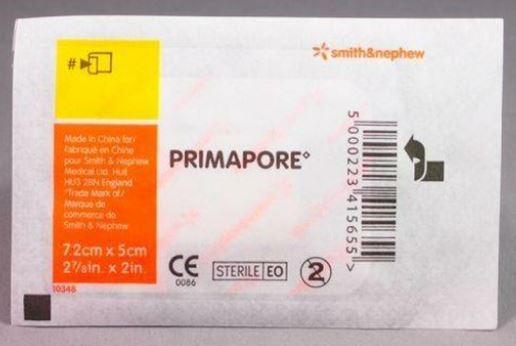 #
smith&nephew
Made in China for/
Fabriqué en Chine
pour Smith & Nephew
Medical Ltd. Hull
HU3 2BN England
°Trade Mark of/
Marque de
commerce de
Smith & Nephew
7.2cm x 5cm
2⅞in. x 2in.
10348
PRIMAPORE°
CE
0086
STERILE EO
2
5 000223 415655 >